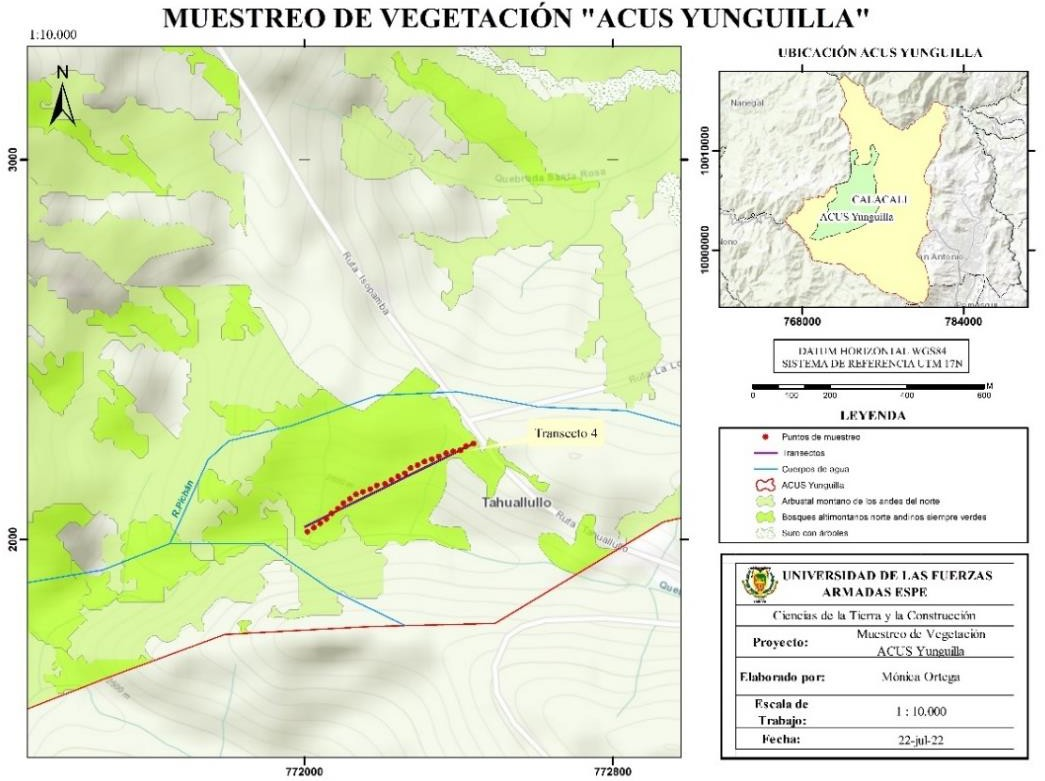 MUESTREO DE VEGETACIÓN "ACUS YUNGUILLA"
1:10.000
N
3000
2000
772000
772800
Quebrada Santa Rosa
Ruta Isopamba
Ruta La Lo
Transecto 4
R.Pichán
Tahuallullo
Ruta Tahuallullo
Que
2600 m
UBICACIÓN ACUS YUNGUILLA
Nanegal
CALACALI
ACUS Yunguilla
an Antonio
10010000
10000000
768000
784000
DATUM HORIZONTAL WGS84
SISTEMA DE REFERENCIA UTM 17N
0 100 200 400 600 M
LEYENDA
Puntos de muestreo
Transectos
Cuerpos de agua
ACUS Yunguilla
Arbustal montano de los andes del norte
Bosques altimontanos norte andinos siempre verdes
Suro con árboles
UNIVERSIDAD DE LAS FUERZAS
ARMADAS ESPE
Ciencias de la Tierra y la Construcción
Proyecto: Muestreo de Vegetación
ACUS Yunguilla
Elaborado por: Mónica Ortega
Escala de
Trabajo: 1 : 10.000
Fecha: 22-jul-22